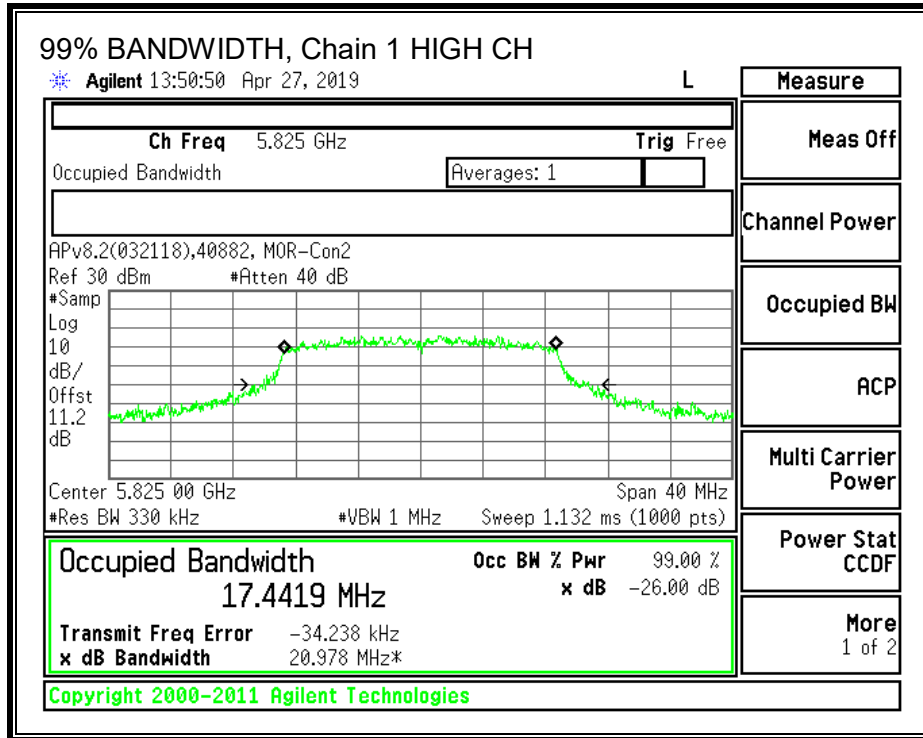 99% BANDWIDTH, Chain 1 HIGH CH
Agilent 13:50:50 Apr 27, 2019 L
Measure
Ch Freq 5.825 GHz Trig Free
Meas Off
Occupied Bandwidth Averages: 1
Channel Power
APv8.2(032118),40882, MOR-Con2
Ref 30 dBm #Atten 40 dB
#Samp
Log
10
dB/
Offst
11.2
dB
Occupied BW
ACP
Multi Carrier
Power
Center 5.825 00 GHz Span 40 MHz
#Res BW 330 kHz #VBW 1 MHz Sweep 1.132 ms (1000 pts)
Power Stat
CCDF
Occupied Bandwidth Occ BW % Pwr 99.00 %
17.4419 MHz x dB -26.00 dB
Transmit Freq Error -34.238 kHz
x dB Bandwidth 20.978 MHz*
More
1 of 2
Copyright 2000-2011 Agilent Technologies